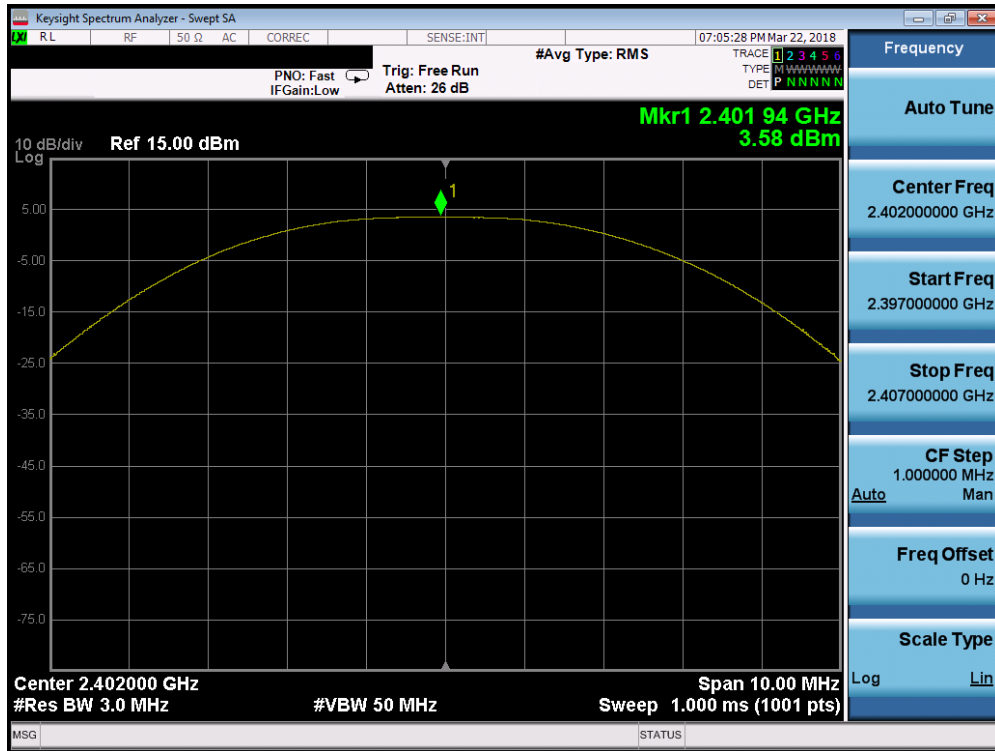 Keysight Spectrum Analyzer - Swept SA
LXI RL RF 50 Ω AC CORREC SENSE:INT 07:05:28 PM Mar 22, 2018
PNO: Fast
IFGain:Low
Trig: Free Run
Atten: 26 dB
#Avg Type: RMS
TRACE 1 2 3 4 5 6
TYPE M W W W W W
DET P N N N N N
Mkr1 2.401 94 GHz
3.58 dBm
10 dB/div
Log
Ref 15.00 dBm
1
5.00
-5.00
-15.0
-25.0
-35.0
-45.0
-55.0
-65.0
-75.0
Center 2.402000 GHz
#Res BW 3.0 MHz
#VBW 50 MHz
Span 10.00 MHz
Sweep 1.000 ms (1001 pts)
MSG
STATUS
Frequency
Auto Tune
Center Freq
2.402000000 GHz
Start Freq
2.397000000 GHz
Stop Freq
2.407000000 GHz
CF Step
1.000000 MHz
Auto Man
Freq Offset
0 Hz
Scale Type
Log Lin